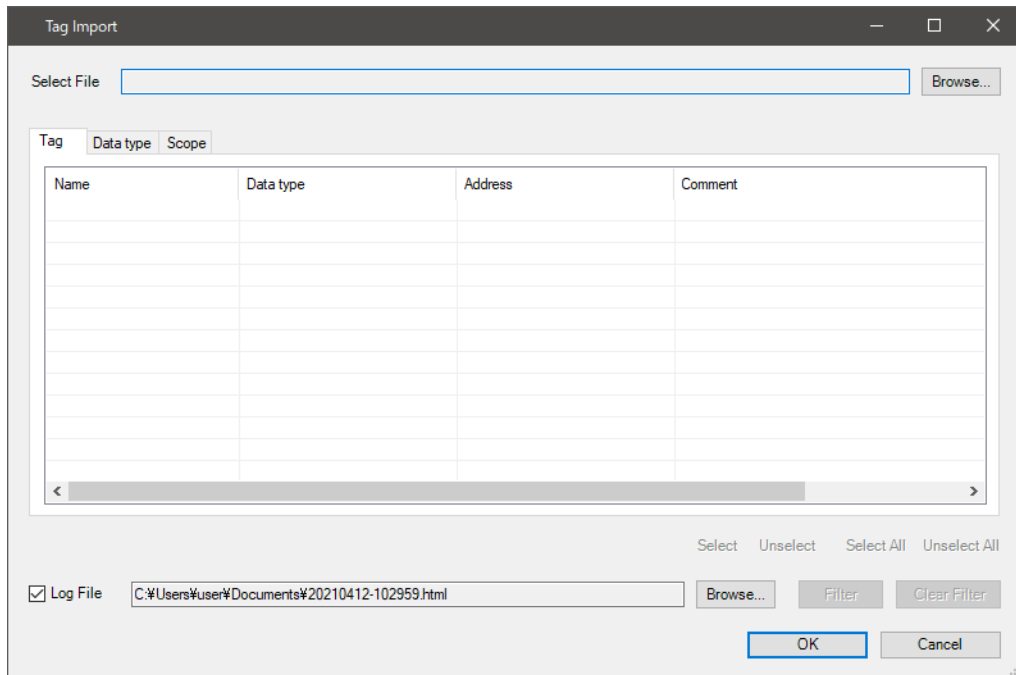 Tag Import
Select File Browse...
Tag Data type Scope
Name Data type Address Comment
Select Unselect Select All Unselect All
Log File C:¥Users¥user¥Documents¥20210412-102959.html Browse... Filter Clear Filter
OK Cancel